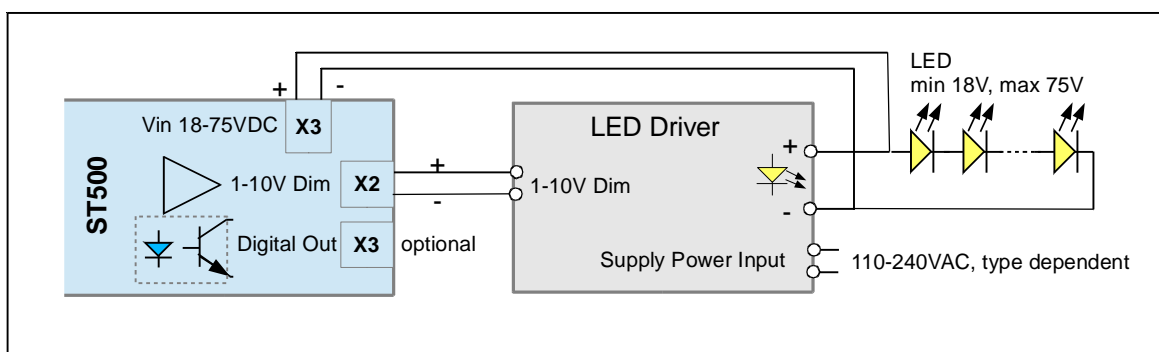 LED
min 18V, max 75V
+ -
Vin 18-75VDC X3
LED Driver
+
ST500
1-10V Dim X2
+
-
1-10V Dim
-
Digital Out X3 optional
Supply Power Input
110-240VAC, type dependent